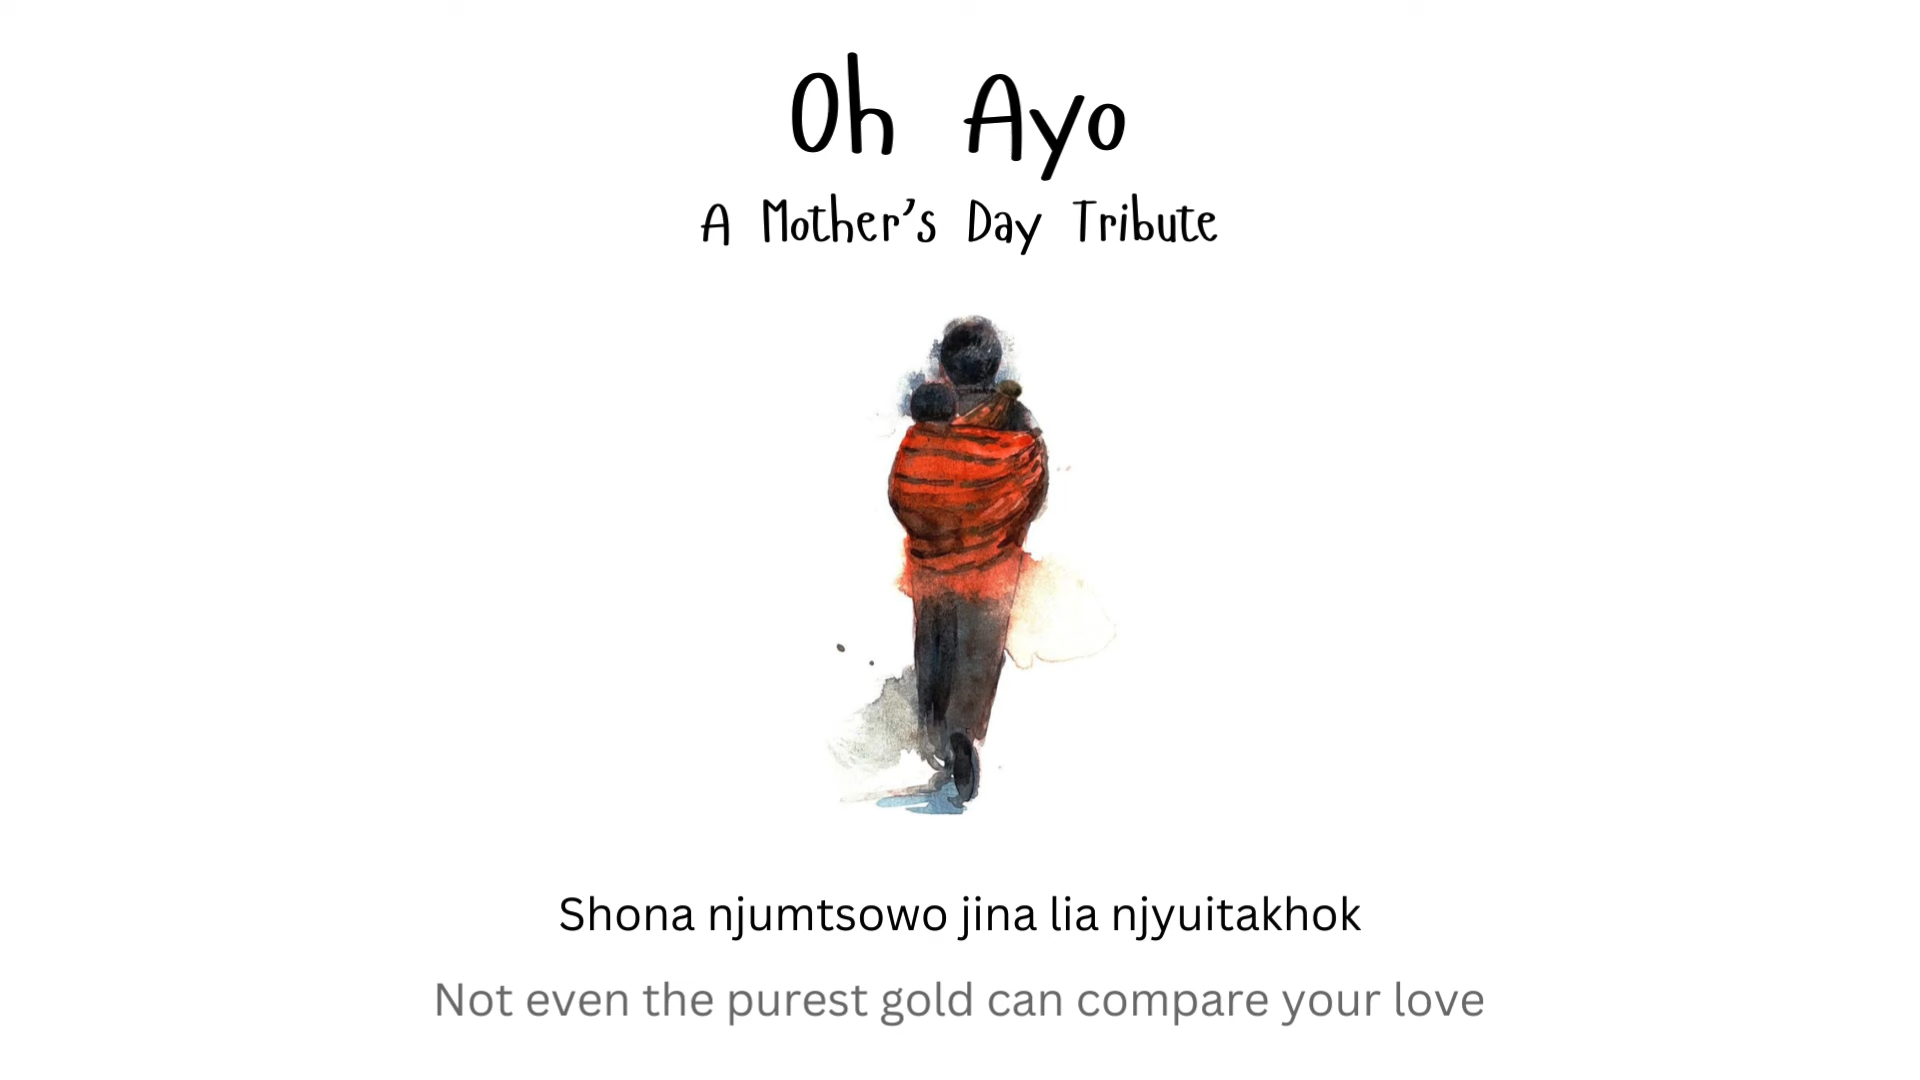 Oh Ayo
A Mother's Day Tribute
Shona njumtsowo jina lia njyuitakhok
Not even the purest gold can compare your love